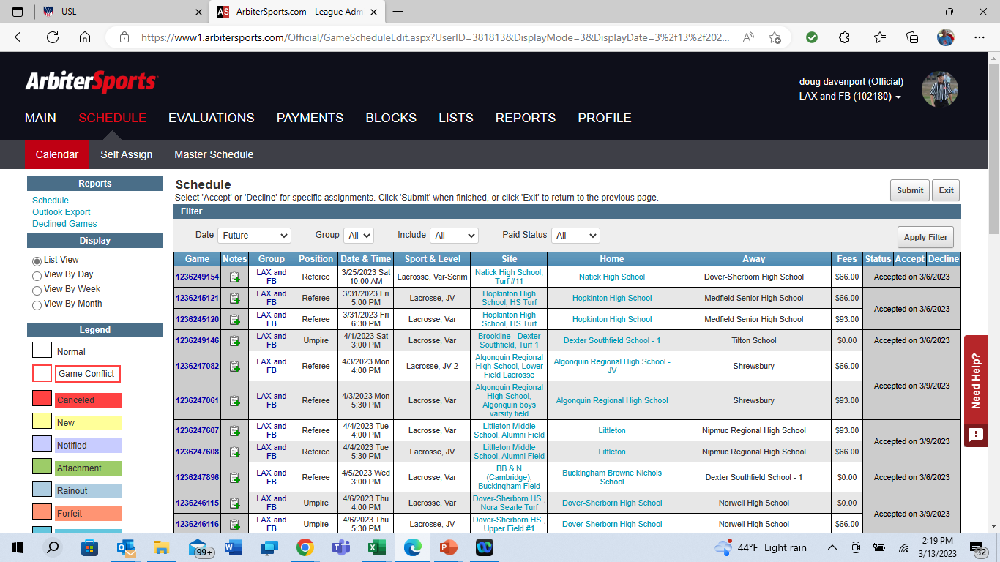 USL
ArbiterSports.com - League Adm
https://www1.arbitersports.com/Official/GameScheduleEdit.aspx?UserID=381813&DisplayMode=3&DisplayDate=3%2f13%2f202...
ArbiterSports
doug davenport (Official)
LAX and FB (102180)
MAIN SCHEDULE EVALUATIONS PAYMENTS BLOCKS LISTS REPORTS PROFILE
Calendar Self Assign Master Schedule
Reports
Schedule
Outlook Export
Declined Games
Display
List View
View By Day
View By Week
View By Month
Legend
Normal
Game Conflict
Canceled
New
Notified
Attachment
Rainout
Forfeit
Schedule
Select 'Accept' or 'Decline' for specific assignments. Click 'Submit' when finished, or click 'Exit' to return to the previous page.
Submit Exit
Filter
Date Future Group All Include All Paid Status All Apply Filter
Game Notes Group Position Date & Time Sport & Level Site Home Away Fees Status Accept Decline
1236249154 LAX and FB Referee 3/25/2023 Sat 10:00 AM Lacrosse, Var-Scrim Natick High School, Turf #11 Natick High School Dover-Sherborn High School $66.00 Accepted on 3/6/2023
1236245121 LAX and FB Referee 3/31/2023 Fri 5:00 PM Lacrosse, JV Hopkinton High School, HS Turf Hopkinton High School Medfield Senior High School $66.00 Accepted on 3/6/2023
1236245120 LAX and FB Referee 3/31/2023 Fri 6:30 PM Lacrosse, Var Hopkinton High School, HS Turf Hopkinton High School Medfield Senior High School $93.00
1236249146 LAX and FB Umpire 4/1/2023 Sat 3:00 PM Lacrosse, Var Brookline - Dexter Southfield, Turf 1 Dexter Southfield School - 1 Tilton School $0.00 Accepted on 3/6/2023
1236247082 LAX and FB Referee 4/3/2023 Mon 4:00 PM Lacrosse, JV 2 Algonquin Regional High School, Lower Field Lacrosse Algonquin Regional High School - JV Shrewsbury $66.00 Accepted on 3/9/2023
1236247061 LAX and FB Referee 4/3/2023 Mon 5:30 PM Lacrosse, Var Algonquin Regional High School, Algonquin boys varsity field Algonquin Regional High School Shrewsbury $93.00
1236247607 LAX and FB Referee 4/4/2023 Tue 4:00 PM Lacrosse, Var Littleton Middle School, Alumni Field Littleton Nipmuc Regional High School $93.00 Accepted on 3/9/2023
1236247608 LAX and FB Referee 4/4/2023 Tue 5:30 PM Lacrosse, JV Littleton Middle School, Alumni Field Littleton Nipmuc Regional High School $66.00
1236247896 LAX and FB Referee 4/5/2023 Wed 3:00 PM Lacrosse, Var BB & N (Cambridge), Buckingham Field Buckingham Browne Nichols School Dexter Southfield School - 1 $0.00 Accepted on 3/6/2023
1236246115 LAX and FB Umpire 4/6/2023 Thu 4:00 PM Lacrosse, Var Dover-Sherborn HS , Nora Searle Turf Dover-Sherborn High School Norwell High School $0.00 Accepted on 3/9/2023
1236246116 LAX and FB Umpire 4/6/2023 Thu 5:30 PM Lacrosse, JV Dover-Sherborn HS , Upper Field #1 Dover-Sherborn High School Norwell High School $66.00
Need Help?
99+
44°F Light rain
2:19 PM
3/13/2023
32